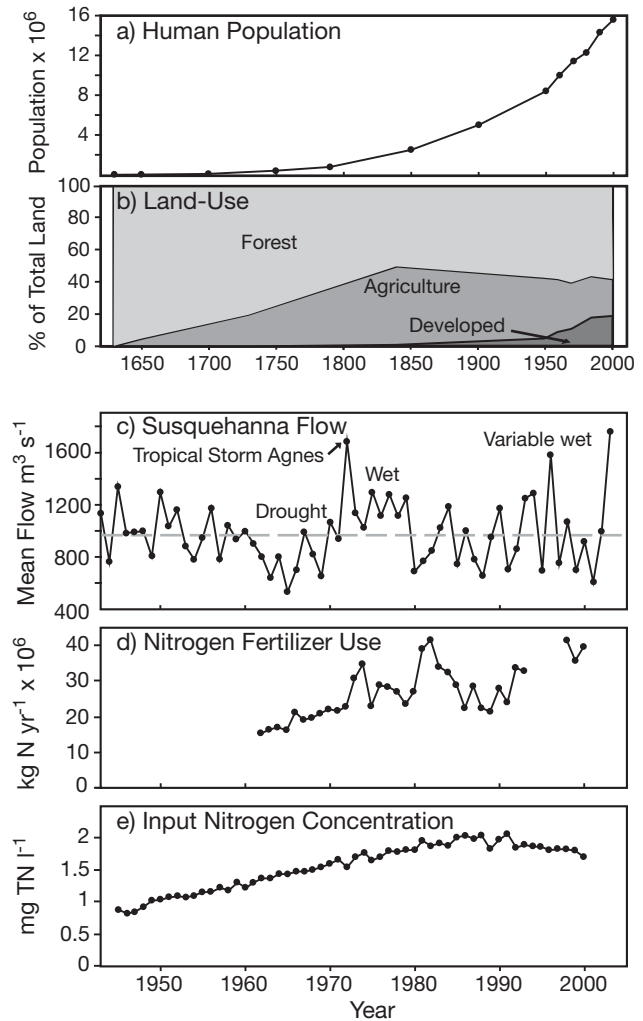 a) Human Population
Population x 10⁶
16
12
8
4
b) Land-Use
% of Total Land
100
80
60
40
20
0
Forest
Agriculture
Developed
1650 1700 1750 1800 1850 1900 1950 2000
c) Susquehanna Flow
Mean Flow m³ s⁻¹
1600
1200
800
400
Tropical Storm Agnes
Variable wet
Wet
Drought
d) Nitrogen Fertilizer Use
kg N yr⁻¹ x 10⁶
40
30
20
10
0
e) Input Nitrogen Concentration
mg TN l⁻¹
2
1.5
1
0.5
0
1950 1960 1970 1980 1990 2000
Year